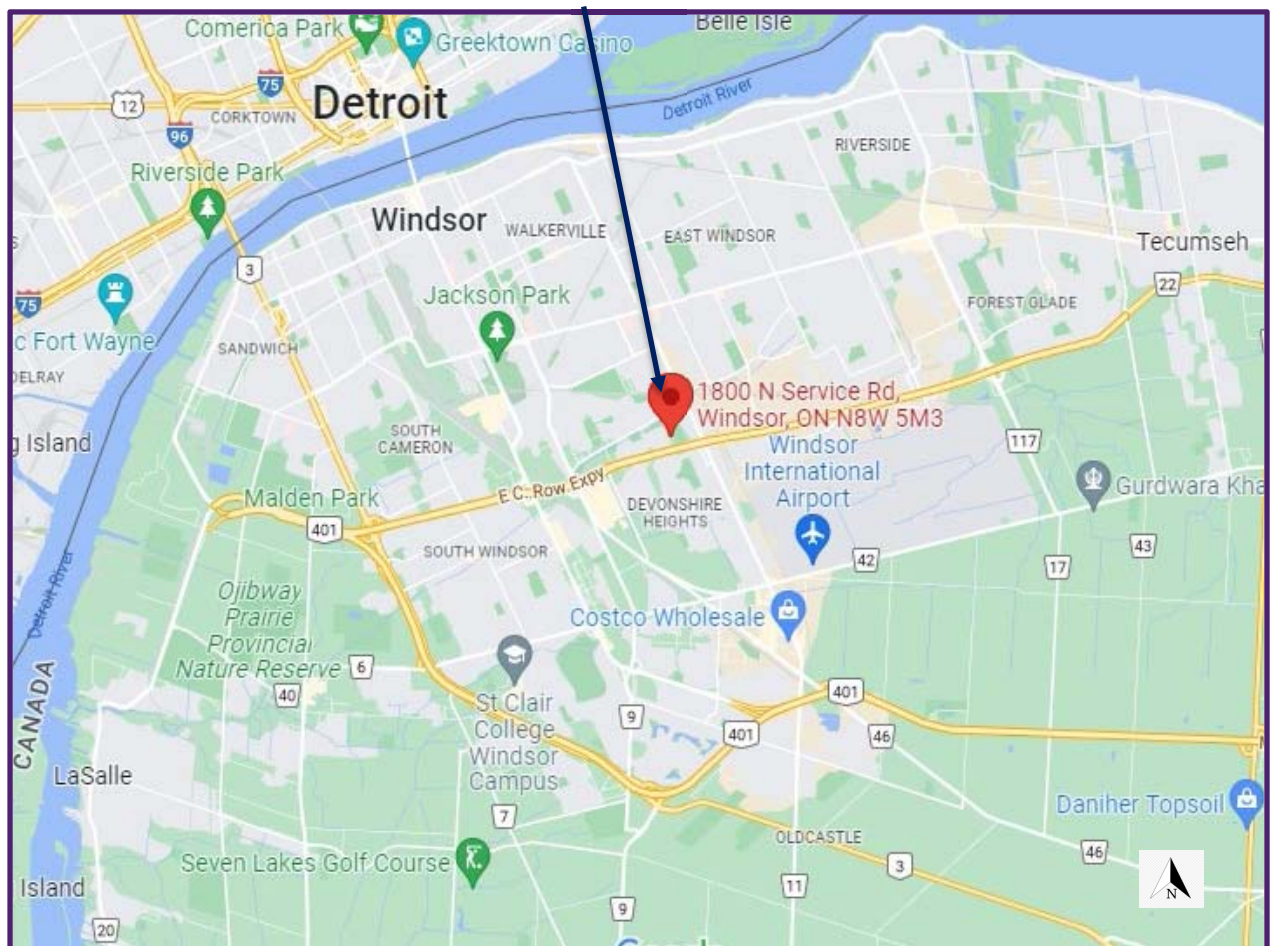 Comerica Park
Greektown Casino
Belle Isle
75
12
CORKTOWN
Detroit
Detroit River
96
RIVERSIDE
Riverside Park
Windsor
WALKERVILLE
EAST WINDSOR
Tecumseh
3
22
75
Jackson Park
FOREST GLADE
c Fort Wayne
SANDWICH
DELRAY
1800 N Service Rd,
Windsor, ON N8W 5M3
g Island
SOUTH
CAMERON
Windsor
International
Airport
117
E.C. Row Expy
Malden Park
Gurdwara Kha
401
DEVONSHIRE
HEIGHTS
SOUTH WINDSOR
42
43
17
Detroit River
Ojibway
Prairie
Provincial
Nature Reserve
Costco Wholesale
6
40
CANADA
St Clair
College
Windsor
Campus
9
401
401
46
LaSalle
7
Daniher Topsoil
OLDCASTLE
46
3
Seven Lakes Golf Course
Island
11
N
9
20